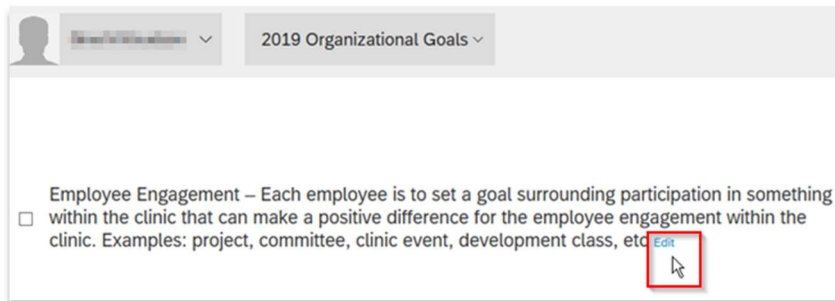 2019 Organizational Goals
Employee Engagement – Each employee is to set a goal surrounding participation in something
within the clinic that can make a positive difference for the employee engagement within the
clinic. Examples: project, committee, clinic event, development class, etc
Edit